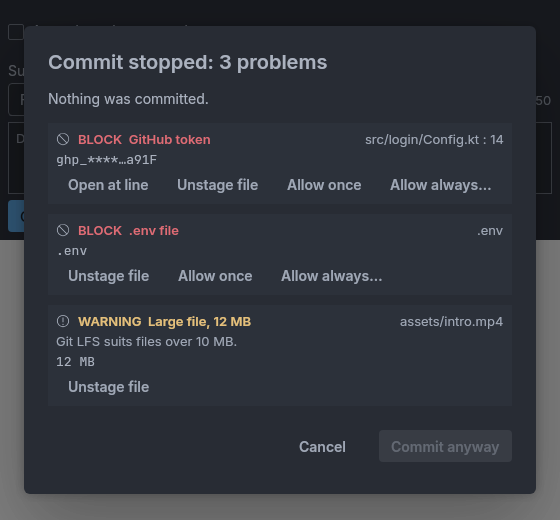 Su
50
Commit stopped: 3 problems
Nothing was committed.
BLOCK GitHub token src/login/Config.kt : 14
ghp_****…a91F
Open at line Unstage file Allow once Allow always…
BLOCK .env file .env
.env
Unstage file Allow once Allow always…
WARNING Large file, 12 MB assets/intro.mp4
Git LFS suits files over 10 MB.
12 MB
Unstage file
Cancel Commit anyway